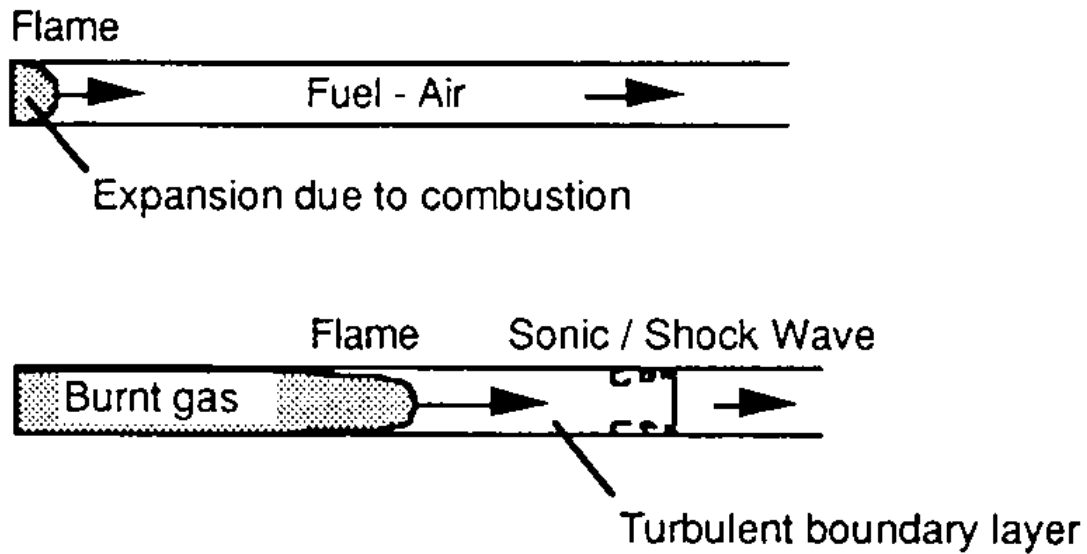 Flame
Fuel - Air
Expansion due to combustion
Flame
Sonic / Shock Wave
Burnt gas
Turbulent boundary layer